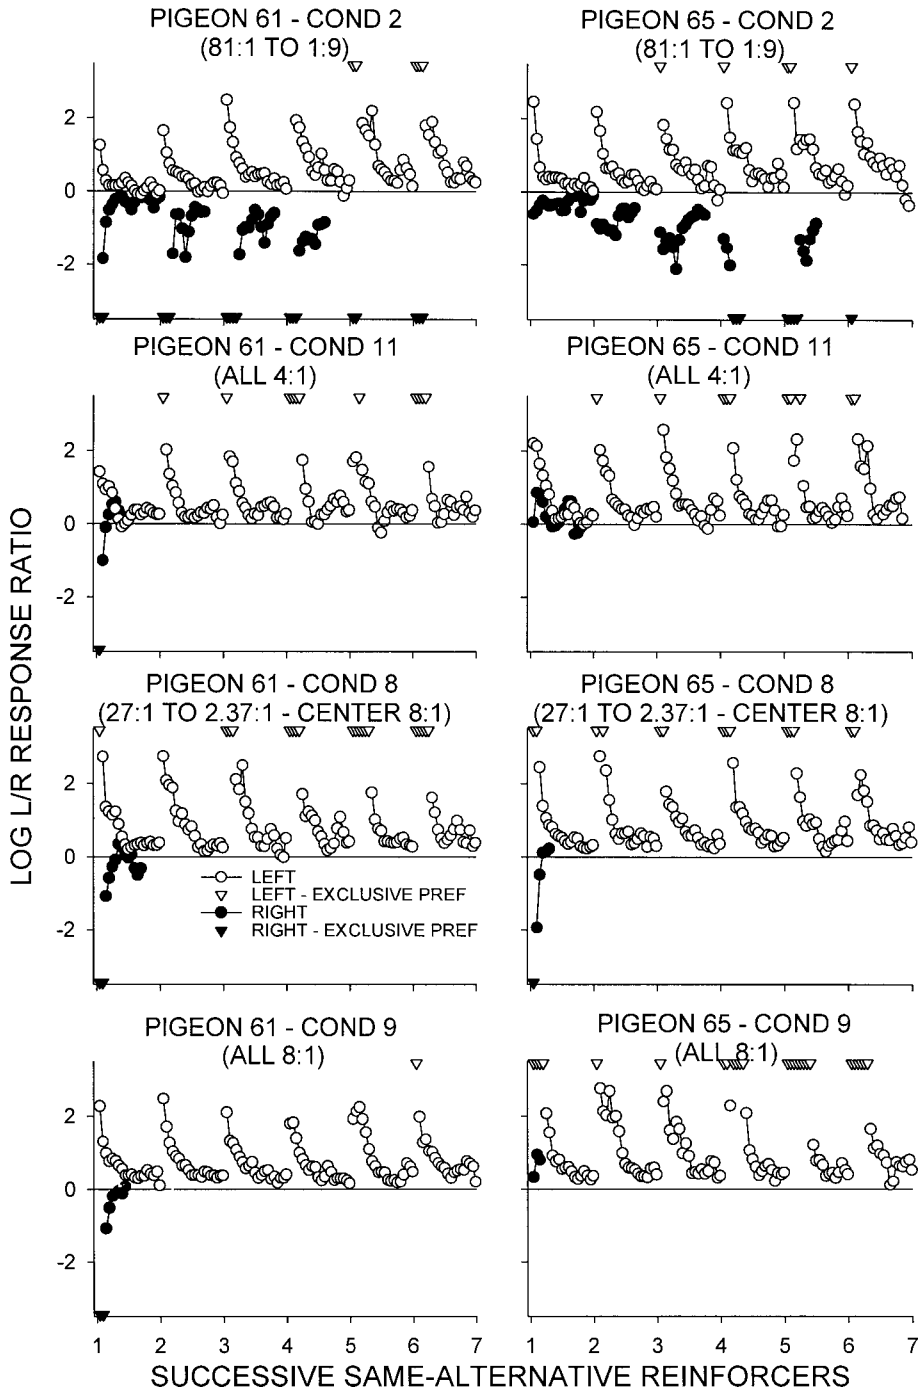 PIGEON 61 - COND 2
(81:1 TO 1:9)
PIGEON 65 - COND 2
(81:1 TO 1:9)
2
0
-2
1 2 3 4 5 6 7
1 2 3 4 5 6 7
PIGEON 61 - COND 11
(ALL 4:1)
PIGEON 65 - COND 11
(ALL 4:1)
2
0
-2
PIGEON 61 - COND 8
(27:1 TO 2.37:1 - CENTER 8:1)
PIGEON 65 - COND 8
(27:1 TO 2.37:1 - CENTER 8:1)
2
0
-2
LEFT
LEFT - EXCLUSIVE PREF
RIGHT
RIGHT - EXCLUSIVE PREF
PIGEON 61 - COND 9
(ALL 8:1)
PIGEON 65 - COND 9
(ALL 8:1)
2
0
-2
LOG L/R RESPONSE RATIO
SUCCESSIVE SAME-ALTERNATIVE REINFORCERS